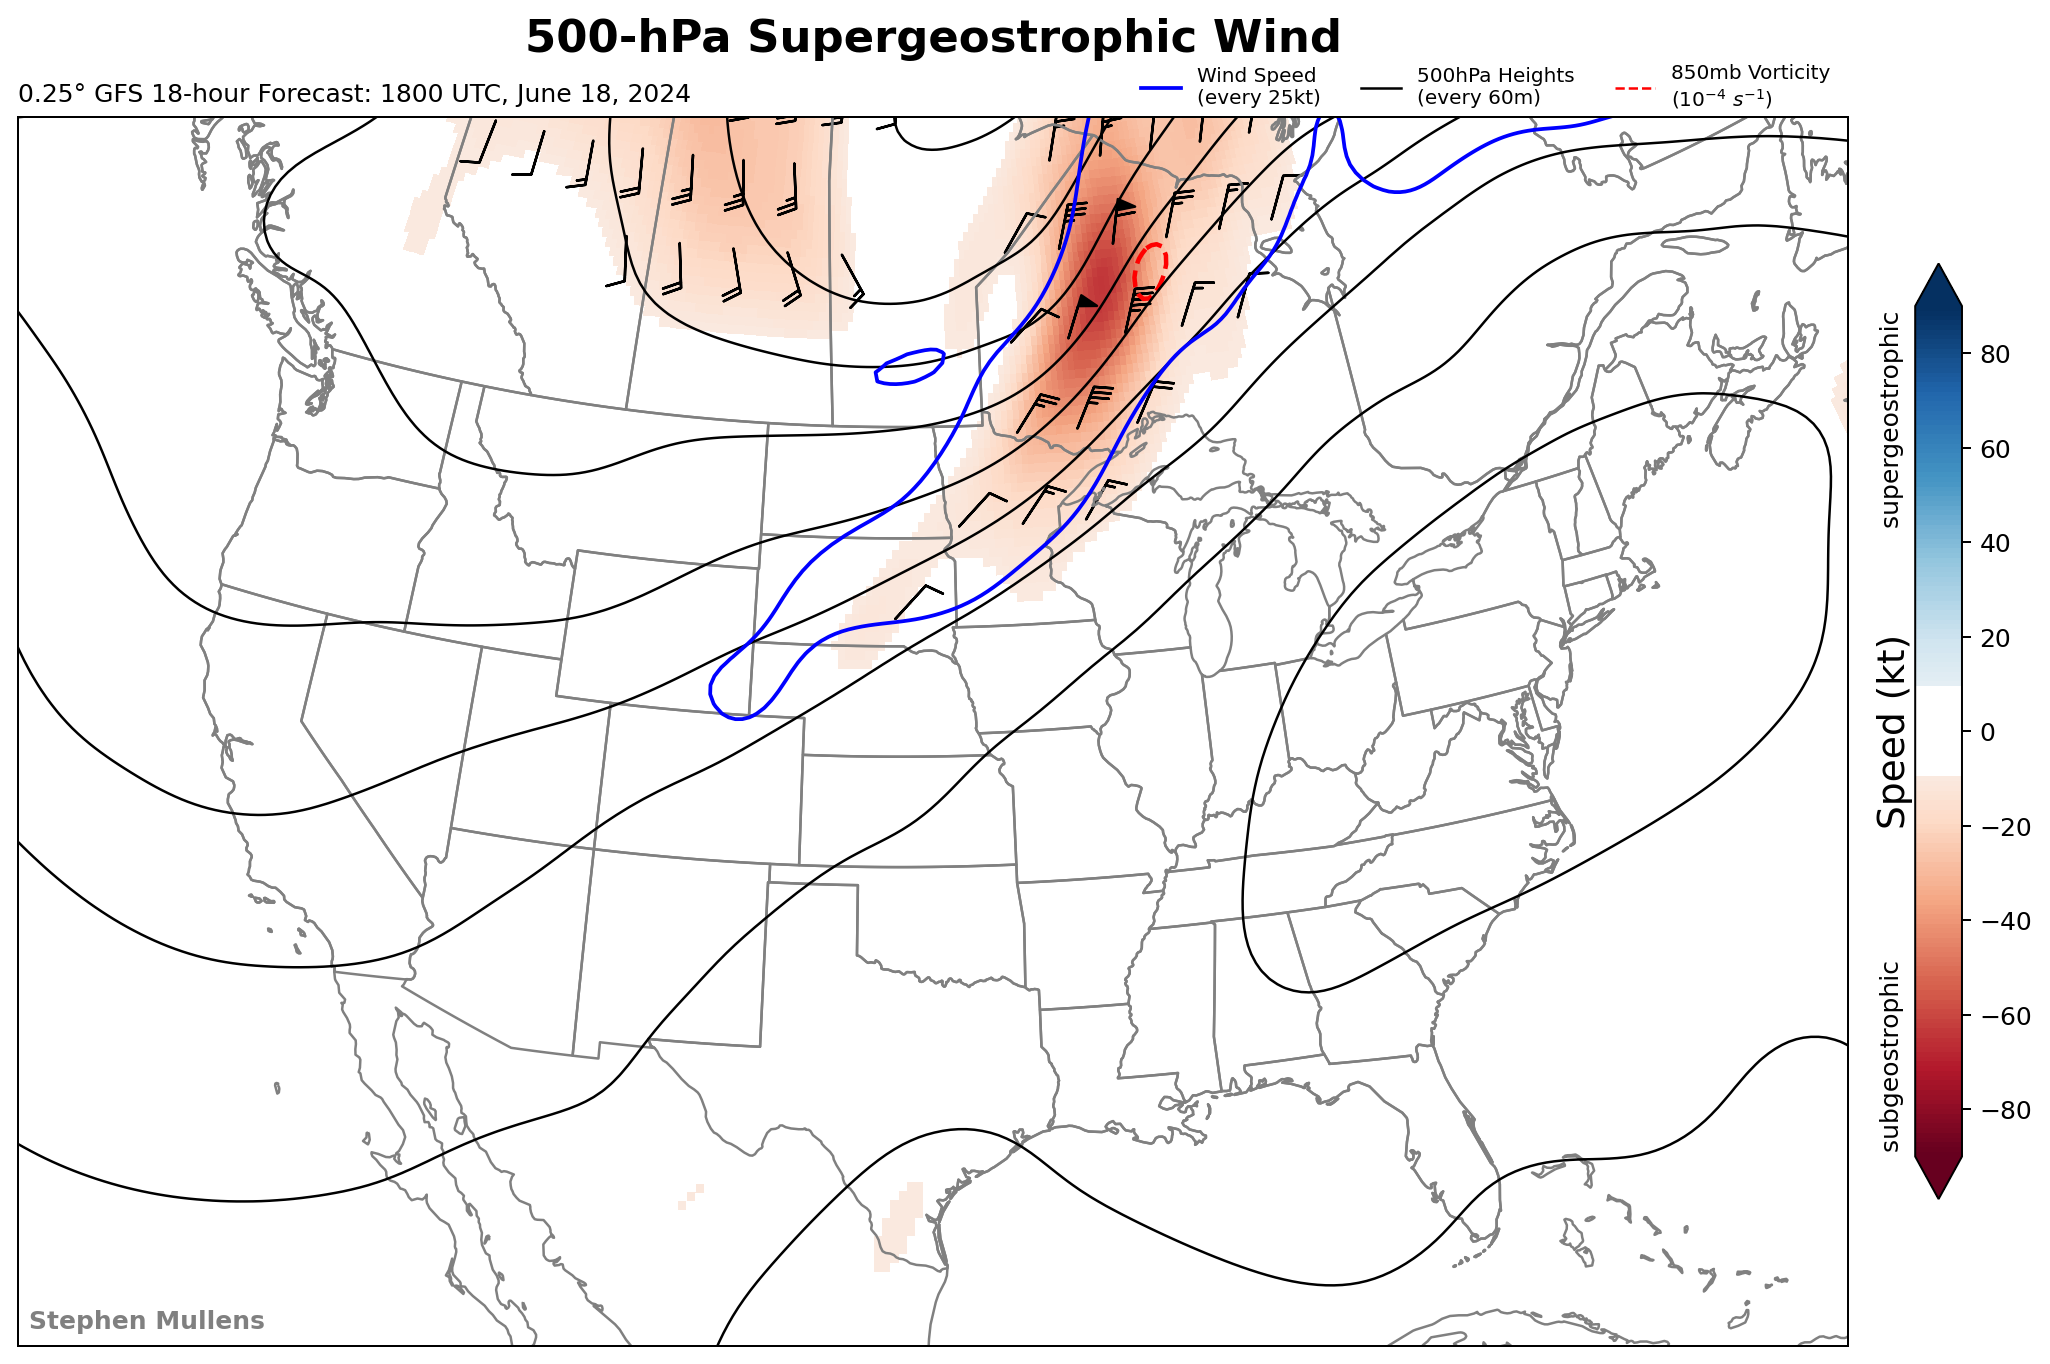 500-hPa Supergeostrophic Wind
0.25° GFS 18-hour Forecast: 1800 UTC, June 18, 2024
Wind Speed
(every 25kt)
500hPa Heights
(every 60m)
850mb Vorticity
(10⁻⁴ s⁻¹)
supergeostrophic
Speed (kt)
subgeostrophic
80
60
40
20
0
−20
−40
−60
−80
Stephen Mullens